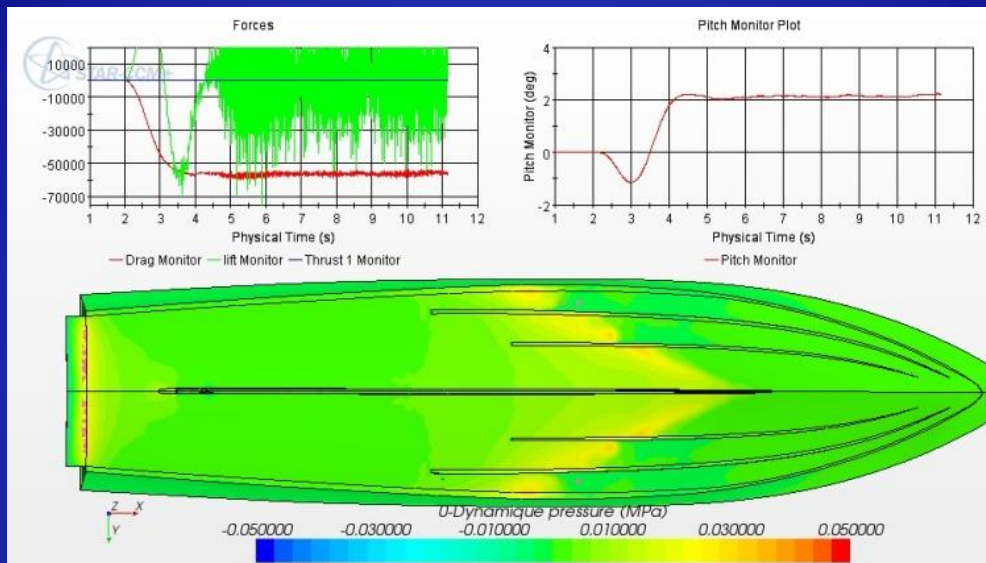 Forces
10000
-10000
-30000
-50000
-70000
1 2 3 4 5 6 7 8 9 10 11 12
Physical Time (s)
Drag Monitor lift Monitor Thrust 1 Monitor
STAR-CCM+
Pitch Monitor Plot
Pitch Monitor (deg)
4
2
0
-2
1 2 3 4 5 6 7 8 9 10 11 12
Physical Time (s)
Pitch Monitor
Z X
Y
0-Dynamique pressure (MPa)
-0.050000 -0.030000 -0.010000 0.010000 0.030000 0.050000